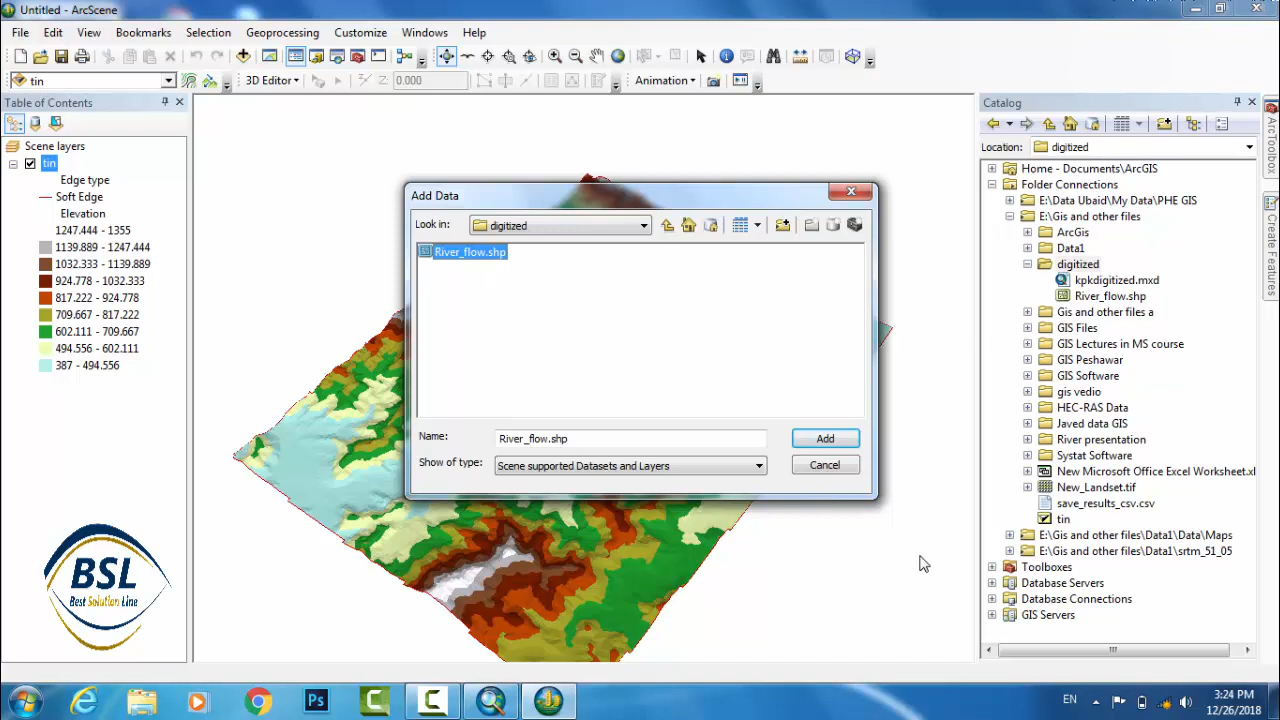 Untitled - ArcScene
File Edit View Bookmarks Selection Geoprocessing Customize Windows Help
tin
3D Editor
0.000
Animation
Table Of Contents
Scene layers
tin
Edge type
Soft Edge
Elevation
1247.444 - 1355
1139.889 - 1247.444
1032.333 - 1139.889
924.778 - 1032.333
817.222 - 924.778
709.667 - 817.222
602.111 - 709.667
494.556 - 602.111
387 - 494.556
BSL
Best Solution Line
Add Data
Look in: digitized
River_flow.shp
Name: River_flow.shp
Add
Show of type: Scene supported Datasets and Layers
Cancel
Catalog
Location: digitized
Home - Documents\ArcGIS
Folder Connections
E:\Data Ubaid\My Data\PHE GIS
E:\Gis and other files
ArcGis
Data1
digitized
kpkdigitized.mxd
River_flow.shp
Gis and other files a
GIS Files
GIS Lectures in MS course
GIS Peshawar
GIS Software
gis vedio
HEC-RAS Data
Javed data GIS
River presentation
Systat Software
New Microsoft Office Excel Worksheet.xl
New_Landset.tif
save_results_csv.csv
tin
E:\Gis and other files\Data1\Data\Maps
E:\Gis and other files\Data1\srtm_51_05
Toolboxes
Database Servers
Database Connections
GIS Servers
ArcToolbox
Create Features
Ps
EN
3:24 PM
12/26/2018